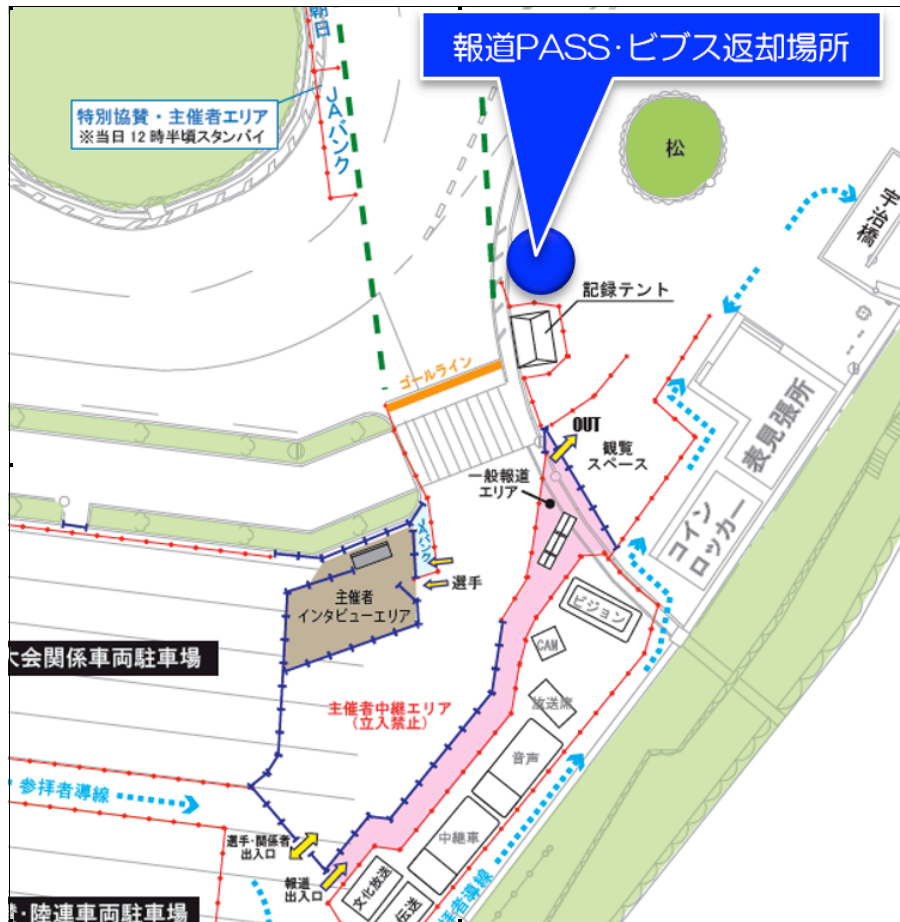 報道PASS・ビブス返却場所
朝日
JAバンク
特別協賛・主催者エリア
※当日12時半頃スタンバイ
松
宇治橋
記録テント
ゴールライン
OUT
観覧
スペース
一般報道
エリア
表見張所
コイン
ロッカー
JAバンク
選手
主催者
インタビューエリア
ビジョン
CAM
放送席
大会関係車両駐車場
主催者中継エリア
(立入禁止)
音声
参拝者導線
中継車
選手・関係者
出入口
報道
出入口
文化放送
伝送
参拝者導線
・陸連車両駐車場